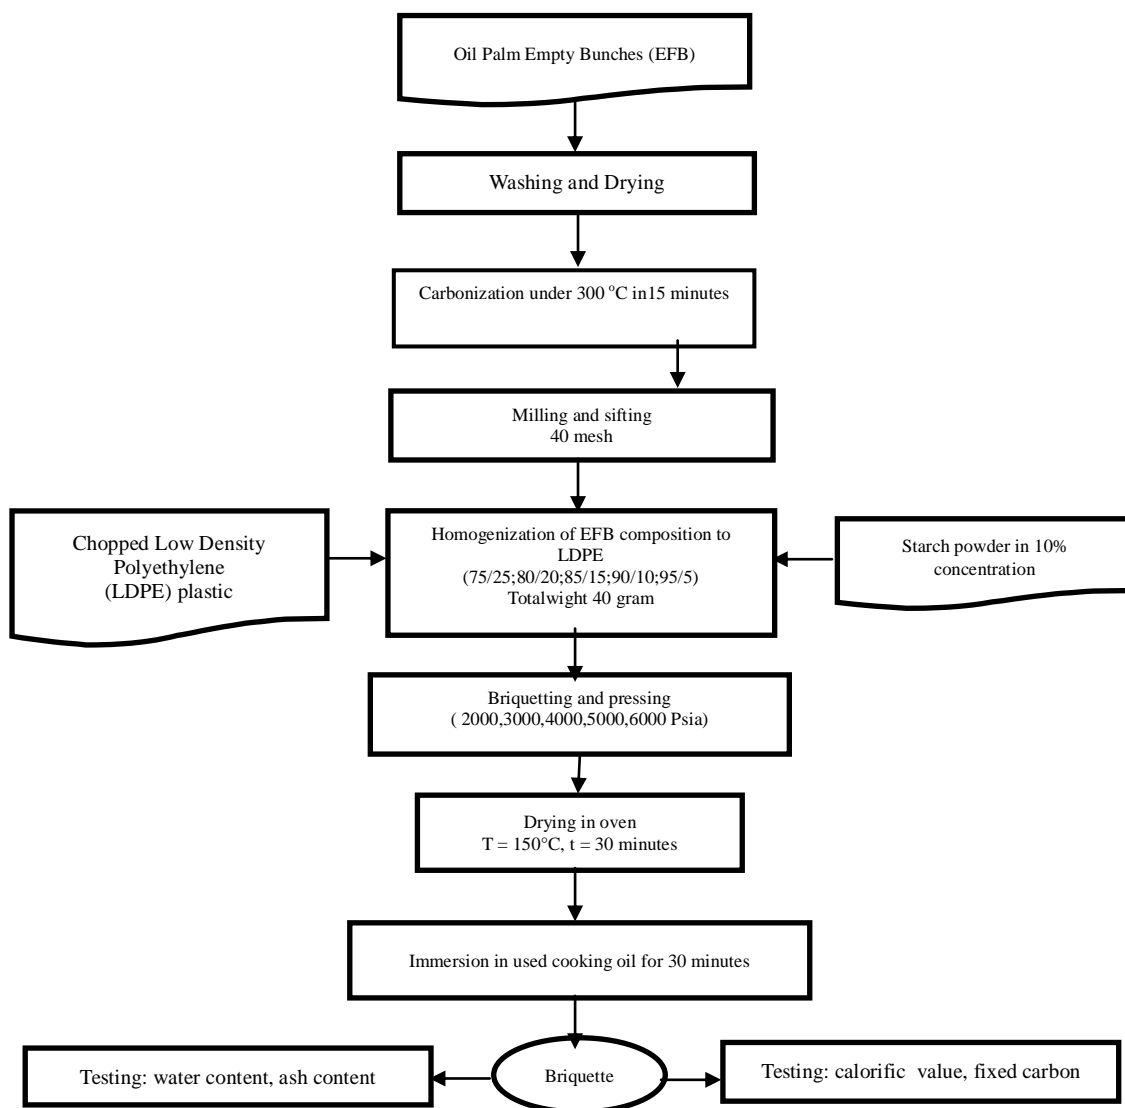 Oil Palm Empty Bunches (EFB)
Washing and Drying
Carbonization under 300 °C in15 minutes
Milling and sifting
40 mesh
Chopped Low Density
Polyethylene
(LDPE) plastic
Homogenization of EFB composition to
LDPE
(75/25;80/20;85/15;90/10;95/5)
Totalwight 40 gram
Starch powder in 10%
concentration
Briquetting and pressing
( 2000,3000,4000,5000,6000 Psia)
Drying in oven
T = 150°C, t = 30 minutes
Immersion in used cooking oil for 30 minutes
Testing: water content, ash content
Briquette
Testing: calorific  value, fixed carbon